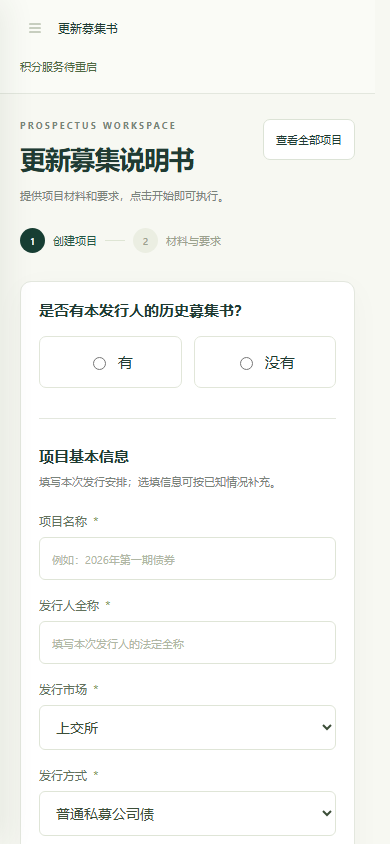 更新募集书
积分服务待重启
PROSPECTUS WORKSPACE
查看全部项目
更新募集说明书
提供项目材料和要求，点击开始即可执行。
1 创建项目 2 材料与要求
是否有本发行人的历史募集书？
有 没有
项目基本信息
填写本次发行安排；选填信息可按已知情况补充。
项目名称 *
例如：2026年第一期债券
发行人全称 *
填写本次发行人的法定全称
发行市场 *
上交所
发行方式 *
普通私募公司债